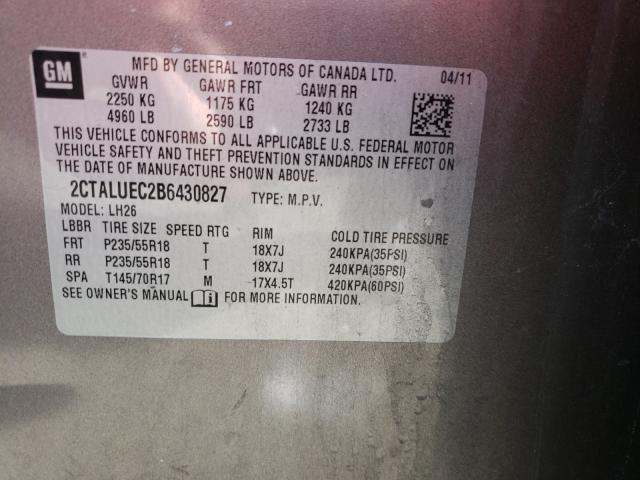 GM
MFD BY GENERAL MOTORS OF CANADA LTD. 04/11
GVWR GAWR FRT GAWR RR
2250 KG 1175 KG 1240 KG
4960 LB 2590 LB 2733 LB
THIS VEHICLE CONFORMS TO ALL APPLICABLE U.S. FEDERAL MOTOR
VEHICLE SAFETY AND THEFT PREVENTION STANDARDS IN EFFECT ON
THE DATE OF MANUFACTURE SHOWN ABOVE.
2CTALUEC2B6430827 TYPE: M.P.V.
MODEL: LH26
LBBR TIRE SIZE SPEED RTG RIM COLD TIRE PRESSURE
FRT P235/55R18 T 18X7J 240KPA(35PSI)
RR P235/55R18 T 18X7J 240KPA(35PSI)
SPA T145/70R17 M 17X4.5T 420KPA(60PSI)
SEE OWNER'S MANUAL FOR MORE INFORMATION.